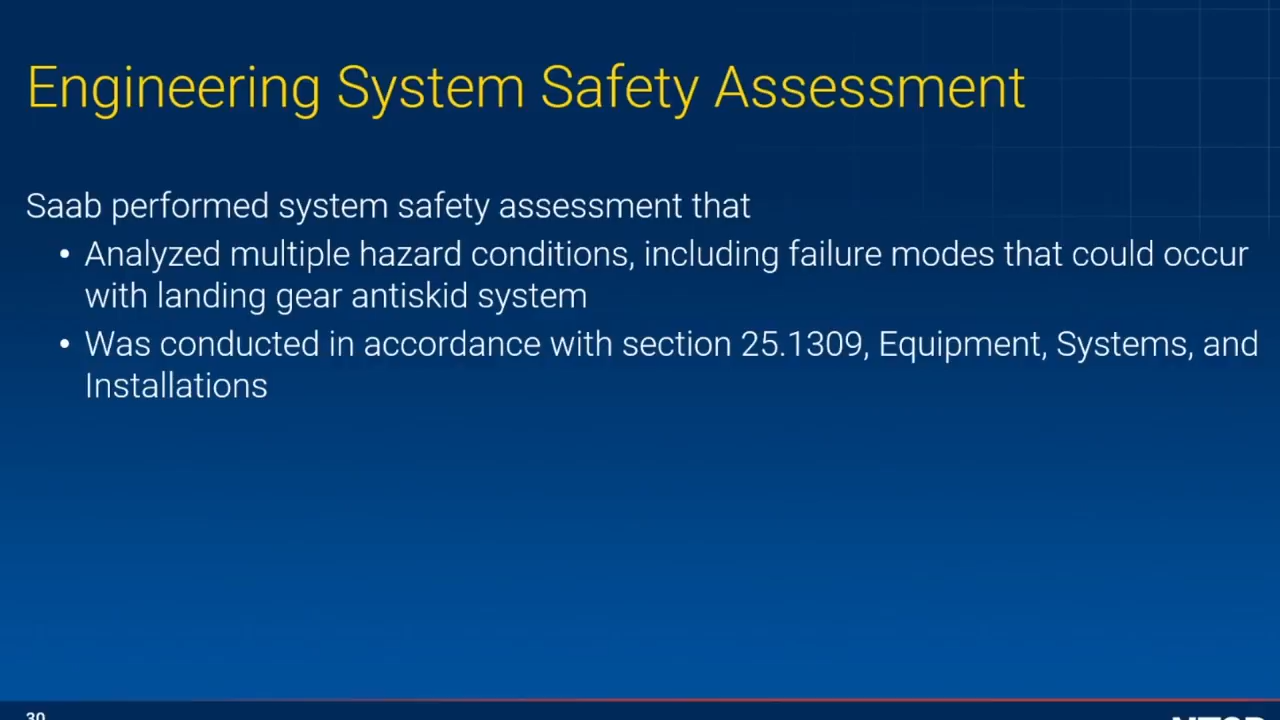 Engineering System Safety Assessment
Saab performed system safety assessment that
• Analyzed multiple hazard conditions, including failure modes that could occur
with landing gear antiskid system
• Was conducted in accordance with section 25.1309, Equipment, Systems, and
Installations
30
NTSB